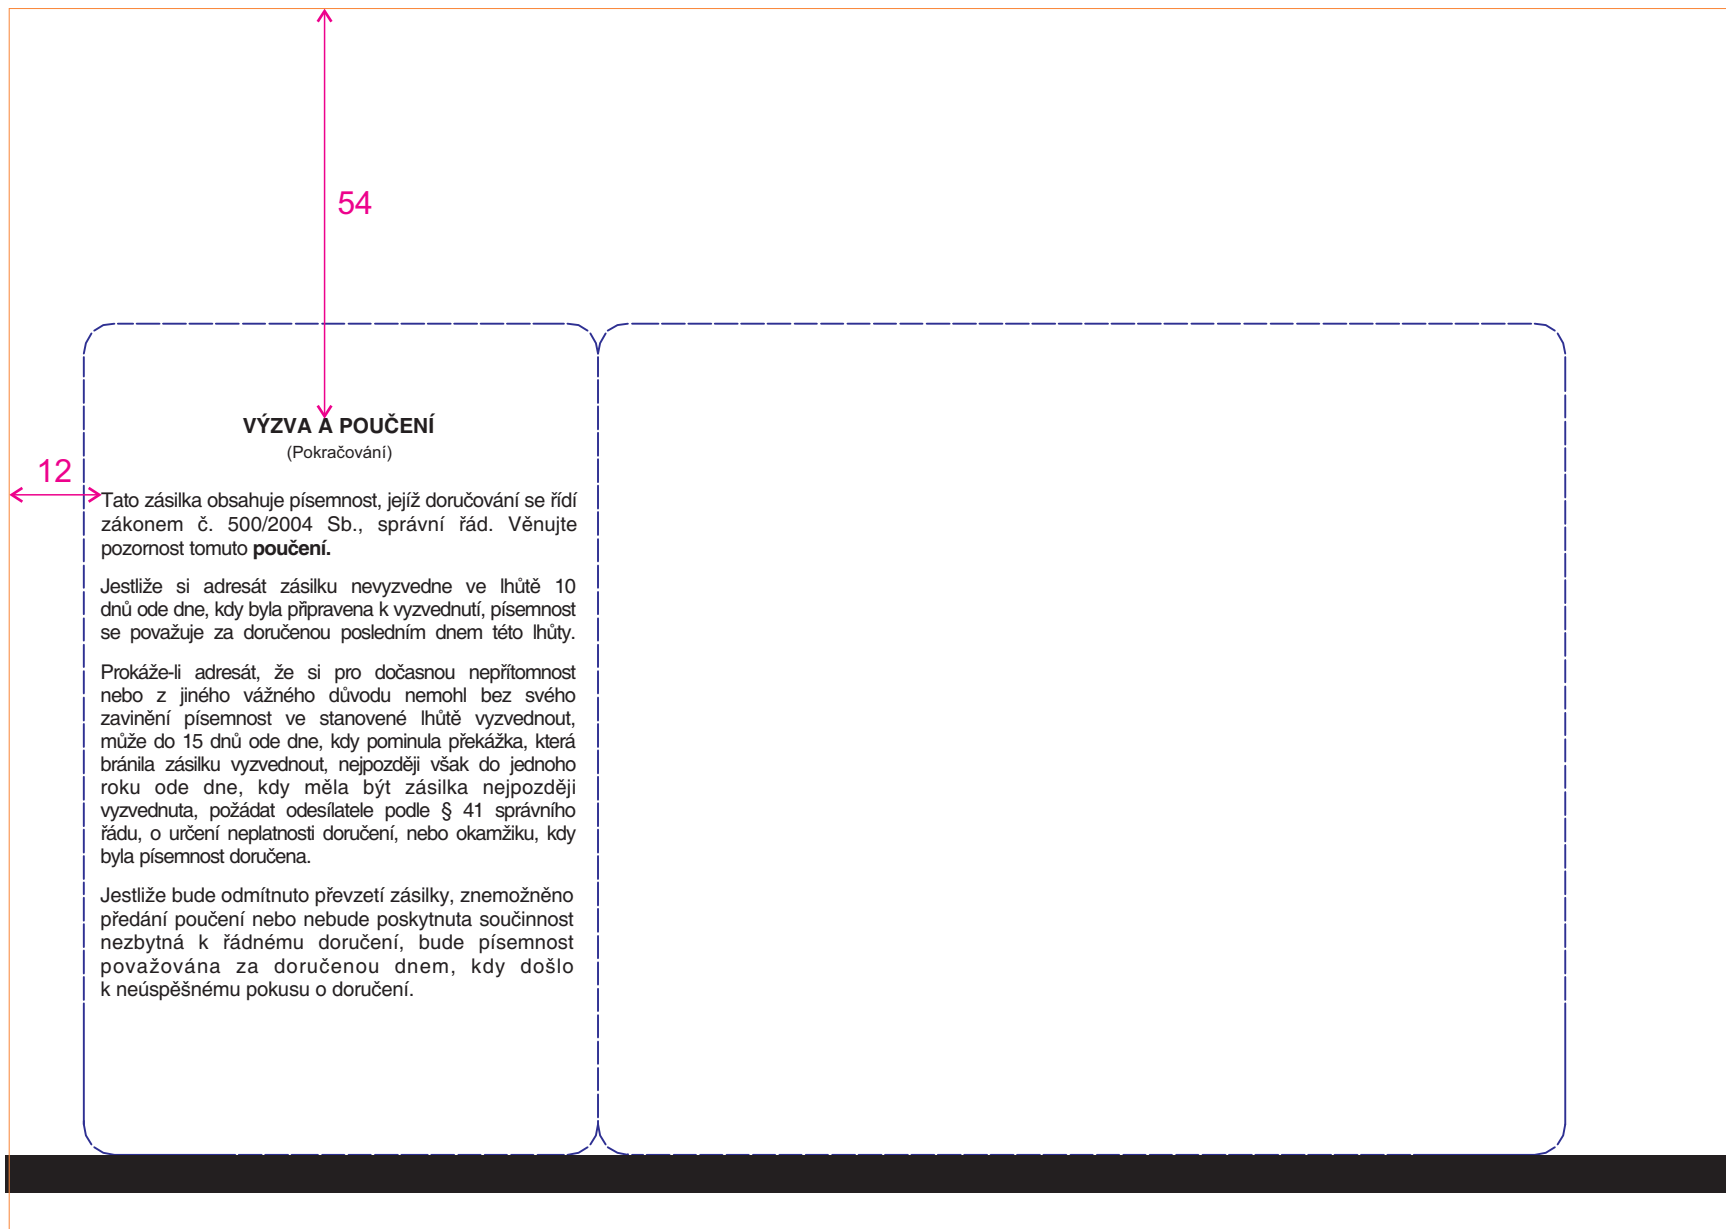 54
VÝZVA A POUČENÍ
(Pokračování)
12
Tato zásilka obsahuje písemnost, jejíž doručování se řídí
zákonem č. 500/2004 Sb., správní řád. Věnujte
pozornost tomuto poučení.
Jestliže si adresát zásilku nevyzvedne ve lhůtě 10
dnů ode dne, kdy byla připravena k vyzvednutí, písemnost
se považuje za doručenou posledním dnem této lhůty.
Prokáže-li adresát, že si pro dočasnou nepřítomnost
nebo z jiného vážného důvodu nemohl bez svého
zavinění písemnost ve stanovené lhůtě vyzvednout,
může do 15 dnů ode dne, kdy pominula překážka, která
bránila zásilku vyzvednout, nejpozději však do jednoho
roku ode dne, kdy měla být zásilka nejpozději
vyzvednuta, požádat odesílatele podle § 41 správního
řádu, o určení neplatnosti doručení, nebo okamžiku, kdy
byla písemnost doručena.
Jestliže bude odmítnuto převzetí zásilky, znemožněno
předání poučení nebo nebude poskytnuta součinnost
nezbytná k řádnému doručení, bude písemnost
považována za doručenou dnem, kdy došlo
k neúspěšnému pokusu o doručení.